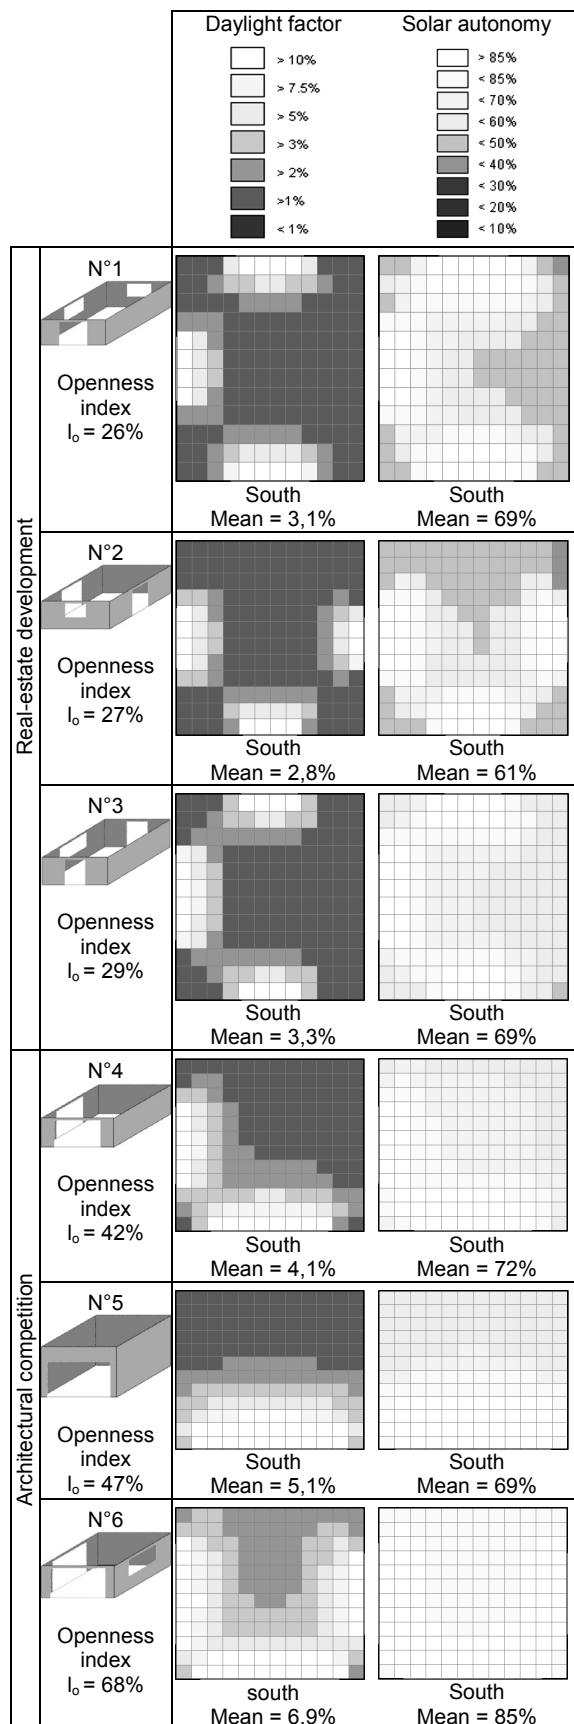 Daylight factor
Solar autonomy
> 10%
> 7.5%
> 5%
> 3%
> 2%
>1%
< 1%
> 85%
< 85%
< 70%
< 60%
< 50%
< 40%
< 30%
< 20%
< 10%
Real-estate development
N°1
Openness
index
Io = 26%
South
Mean = 3,1%
South
Mean = 69%
N°2
Openness
index
Io = 27%
South
Mean = 2,8%
South
Mean = 61%
N°3
Openness
index
Io = 29%
South
Mean = 3,3%
South
Mean = 69%
Architectural competition
N°4
Openness
index
Io = 42%
South
Mean = 4,1%
South
Mean = 72%
N°5
Openness
index
Io = 47%
South
Mean = 5,1%
South
Mean = 69%
N°6
Openness
index
Io = 68%
south
Mean = 6,9%
South
Mean = 85%